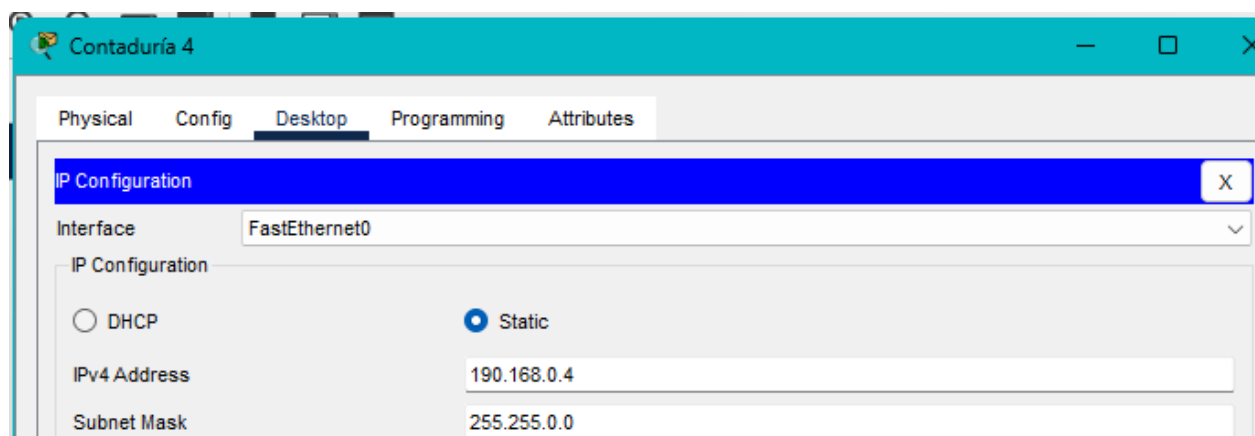 Contaduría 4
Physical Config Desktop Programming Attributes
IP Configuration X
Interface FastEthernet0
IP Configuration
DHCP Static
IPv4 Address 190.168.0.4
Subnet Mask 255.255.0.0